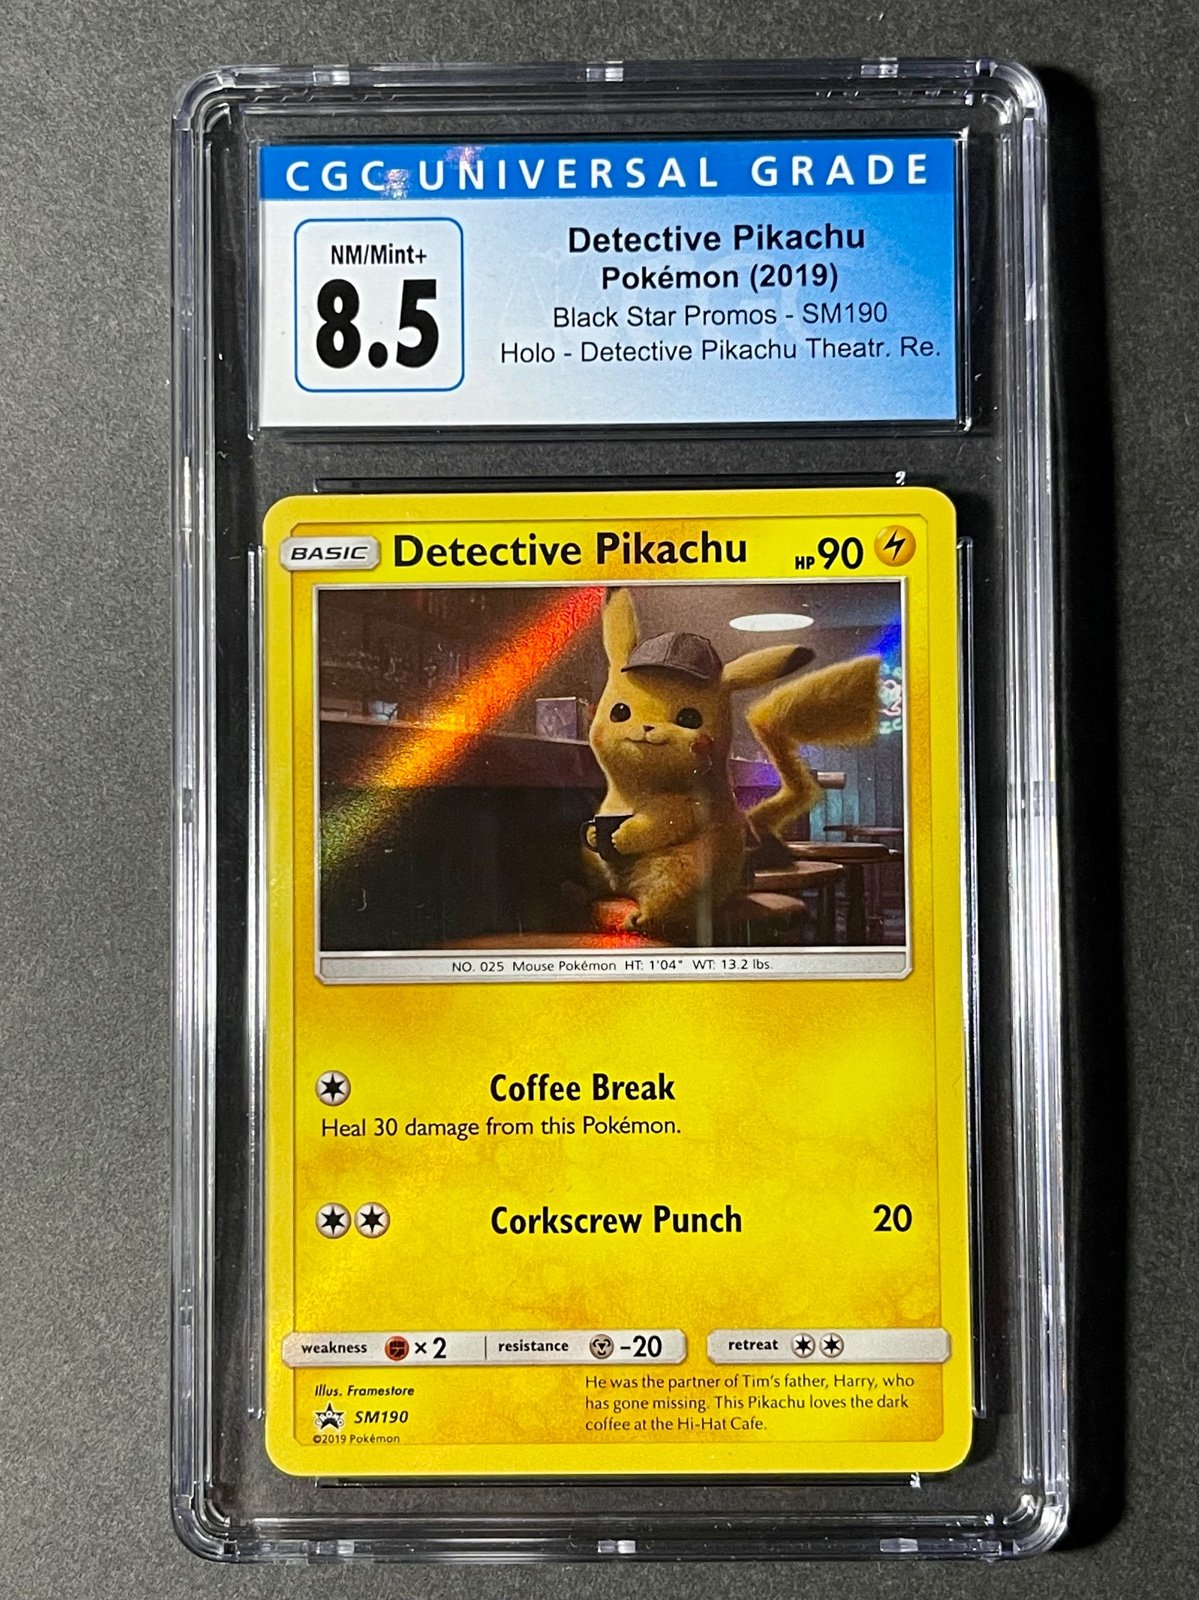 CGC UNIVERSAL GRADE
NM/Mint+
8.5
Detective Pikachu
Pokémon (2019)
Black Star Promos - SM190
Holo - Detective Pikachu Theatr. Re.
BASIC Detective Pikachu HP 90
NO. 025 Mouse Pokémon HT: 1'04" WT: 13.2 lbs.
Coffee Break
Heal 30 damage from this Pokémon.
Corkscrew Punch 20
weakness ×2 resistance -20 retreat
Illus. Framestore
SM190
©2019 Pokémon
He was the partner of Tim's father, Harry, who
has gone missing. This Pikachu loves the dark
coffee at the Hi-Hat Cafe.